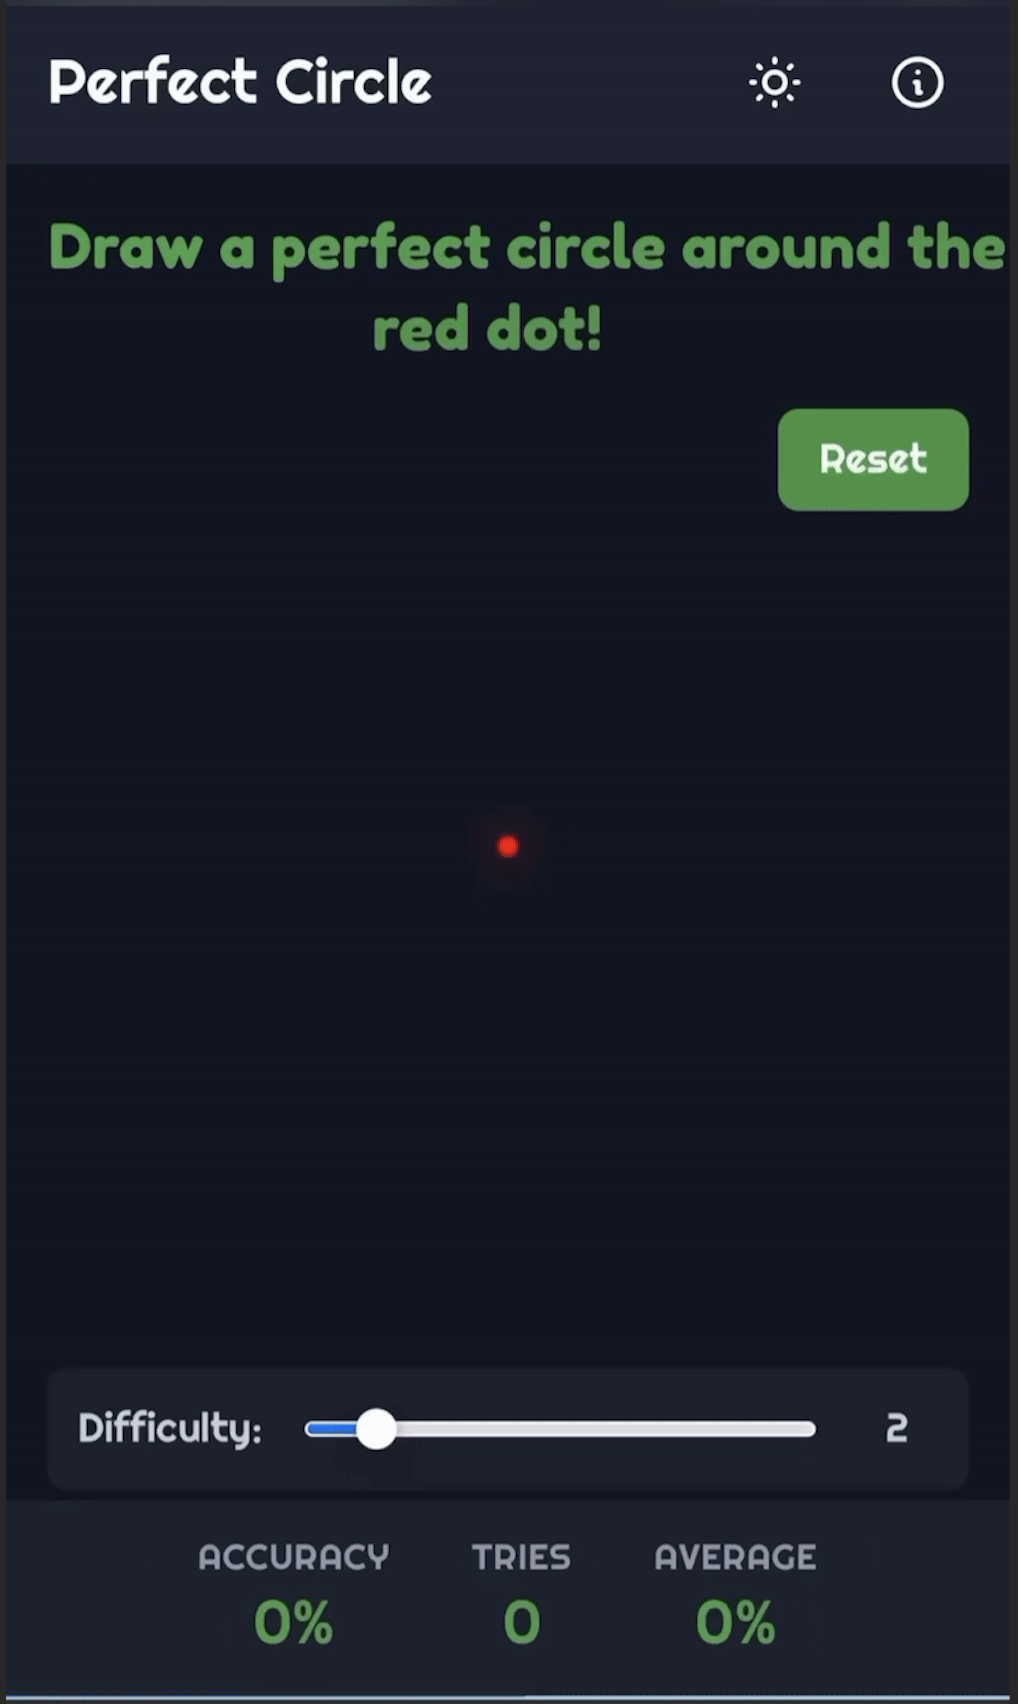 Perfect Circle
Draw a perfect circle around the
red dot!
Reset
Difficulty: 2
ACCURACY TRIES AVERAGE
0% 0 0%